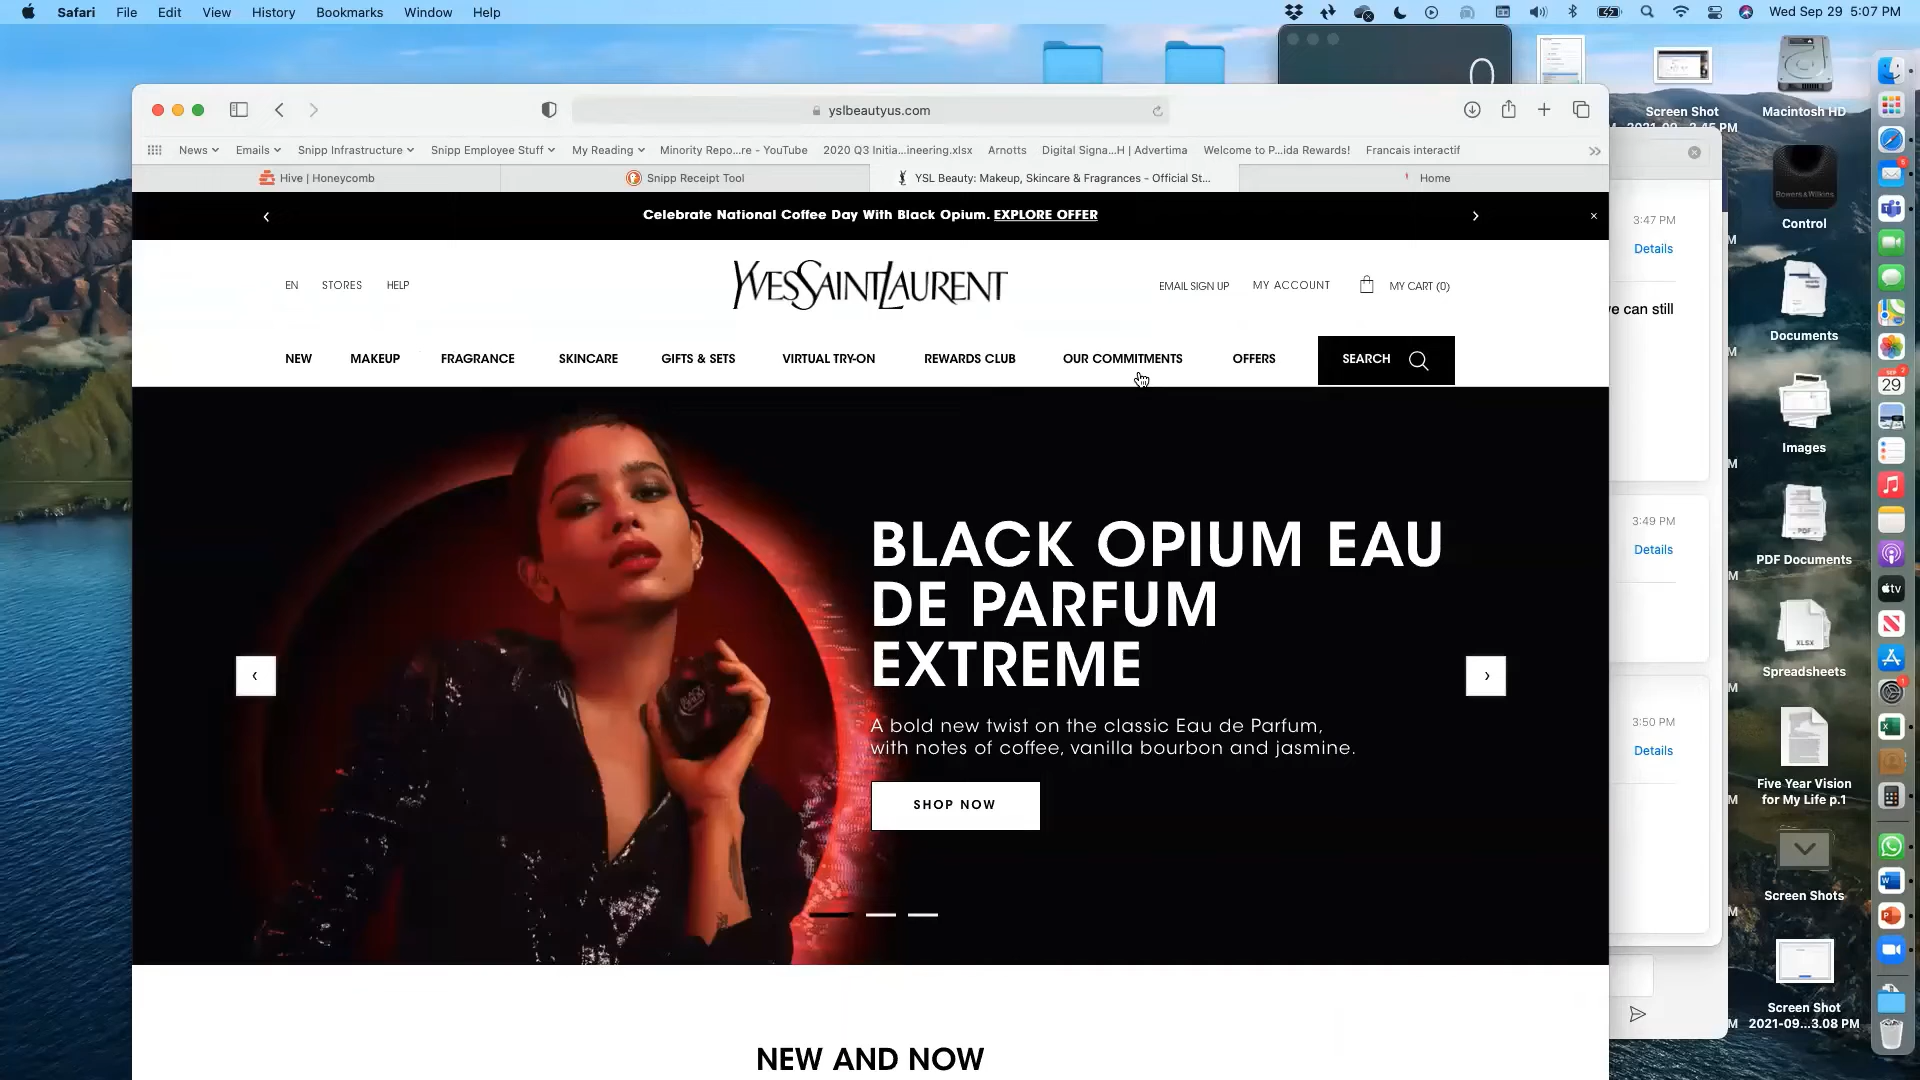 Safari File Edit View History Bookmarks Window Help
Wed Sep 29 5:07 PM
yslbeautyus.com
News Emails Snipp Infrastructure Snipp Employee Stuff My Reading Minority Repo...re - YouTube 2020 Q3 Initia...ineering.xlsx Arnotts Digital Signa...H | Advertima Welcome to P...ida Rewards! Francais interactif
Hive | Honeycomb
Snipp Receipt Tool
YSL Beauty: Makeup, Skincare & Fragrances - Official St...
Home
Celebrate National Coffee Day With Black Opium. EXPLORE OFFER
EN STORES HELP
YVESSAINTLAURENT
EMAIL SIGN UP MY ACCOUNT MY CART (0)
NEW MAKEUP FRAGRANCE SKINCARE GIFTS & SETS VIRTUAL TRY-ON REWARDS CLUB OUR COMMITMENTS OFFERS SEARCH
BLACK OPIUM EAU
DE PARFUM
EXTREME
A bold new twist on the classic Eau de Parfum,
with notes of coffee, vanilla bourbon and jasmine.
SHOP NOW
NEW AND NOW
0
3:47 PM
Details
e can still
3:49 PM
Details
3:50 PM
Details
Screen Shot
Macintosh HD
Bowers&Wilkins
Control
Documents
Images
PDF
PDF Documents
XLSX
Spreadsheets
Five Year Vision
for My Life p.1
Screen Shots
Screen Shot
2021-09...3.08 PM
SEP
29
tv